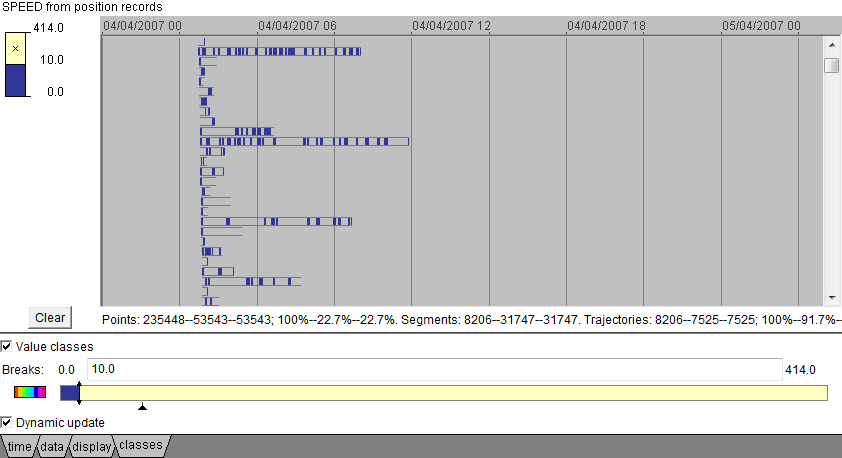 SPEED from position records
04/04/2007 00 04/04/2007 06 04/04/2007 12 04/04/2007 18 05/04/2007 00
414.0
×
10.0
0.0
Clear
Points: 235448--53543--53543; 100%--22.7%--22.7%. Segments: 8206--31747--31747. Trajectories: 8206--7525--7525; 100%--91.7%--
Value classes
Breaks: 0.0 10.0 414.0
Dynamic update
time data display classes